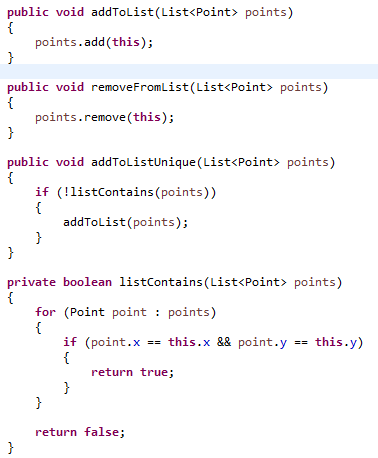 public void addToList(List<Point> points)
{
    points.add(this);
}

public void removeFromList(List<Point> points)
{
    points.remove(this);
}

public void addToListUnique(List<Point> points)
{
    if (!listContains(points))
    {
        addToList(points);
    }
}

private boolean listContains(List<Point> points)
{
    for (Point point : points)
    {
        if (point.x == this.x && point.y == this.y)
        {
            return true;
        }
    }

    return false;
}